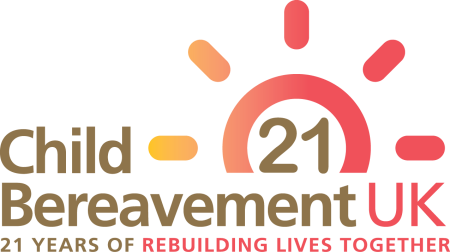 21
Child
Bereavement UK
21 YEARS OF REBUILDING LIVES TOGETHER